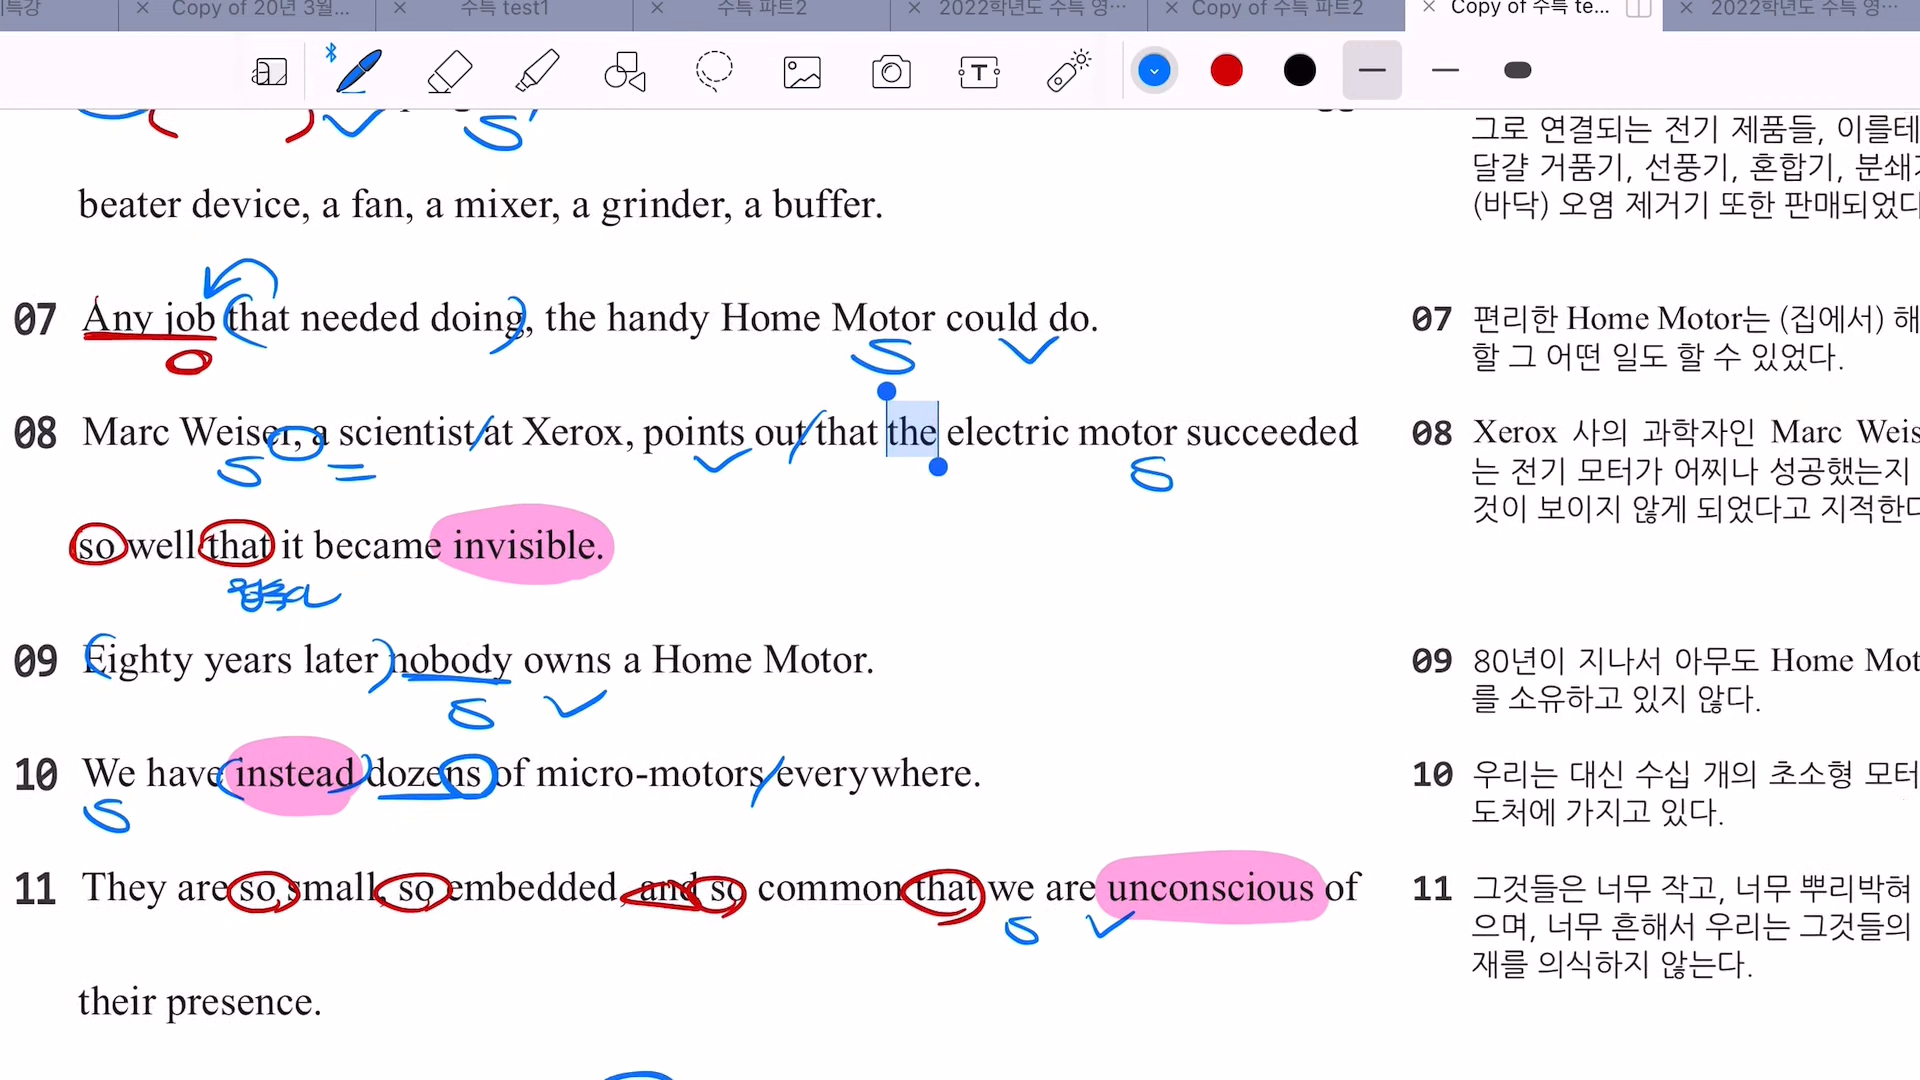 特강
Copy of 20년 3월...
수특 test1
수특 파트2
2022학년도 수특 영...
Copy of 수특 파트2
Copy of 수특 te...
2022학년도 수특 영...
그로 연결되는 전기 제품들, 이를테
달걀 거품기, 선풍기, 혼합기, 분쇄기
(바닥) 오염 제거기 또한 판매되었다
beater device, a fan, a mixer, a grinder, a buffer.
07 Any job that needed doing, the handy Home Motor could do.
S
O
07 편리한 Home Motor는 (집에서) 해
할 그 어떤 일도 할 수 있었다.
08 Marc Weiser, a scientist at Xerox, points out that the electric motor succeeded
S
S
so well that it became invisible.
08 Xerox 사의 과학자인 Marc Weis
는 전기 모터가 어찌나 성공했는지
것이 보이지 않게 되었다고 지적한다
09 Eighty years later nobody owns a Home Motor.
S
09 80년이 지나서 아무도 Home Mot
를 소유하고 있지 않다.
10 We have instead dozens of micro-motors everywhere.
S
10 우리는 대신 수십 개의 초소형 모터
도처에 가지고 있다.
11 They are so small, so embedded, and so common that we are unconscious of
S
their presence.
11 그것들은 너무 작고, 너무 뿌리박혀
으며, 너무 흔해서 우리는 그것들의
재를 의식하지 않는다.